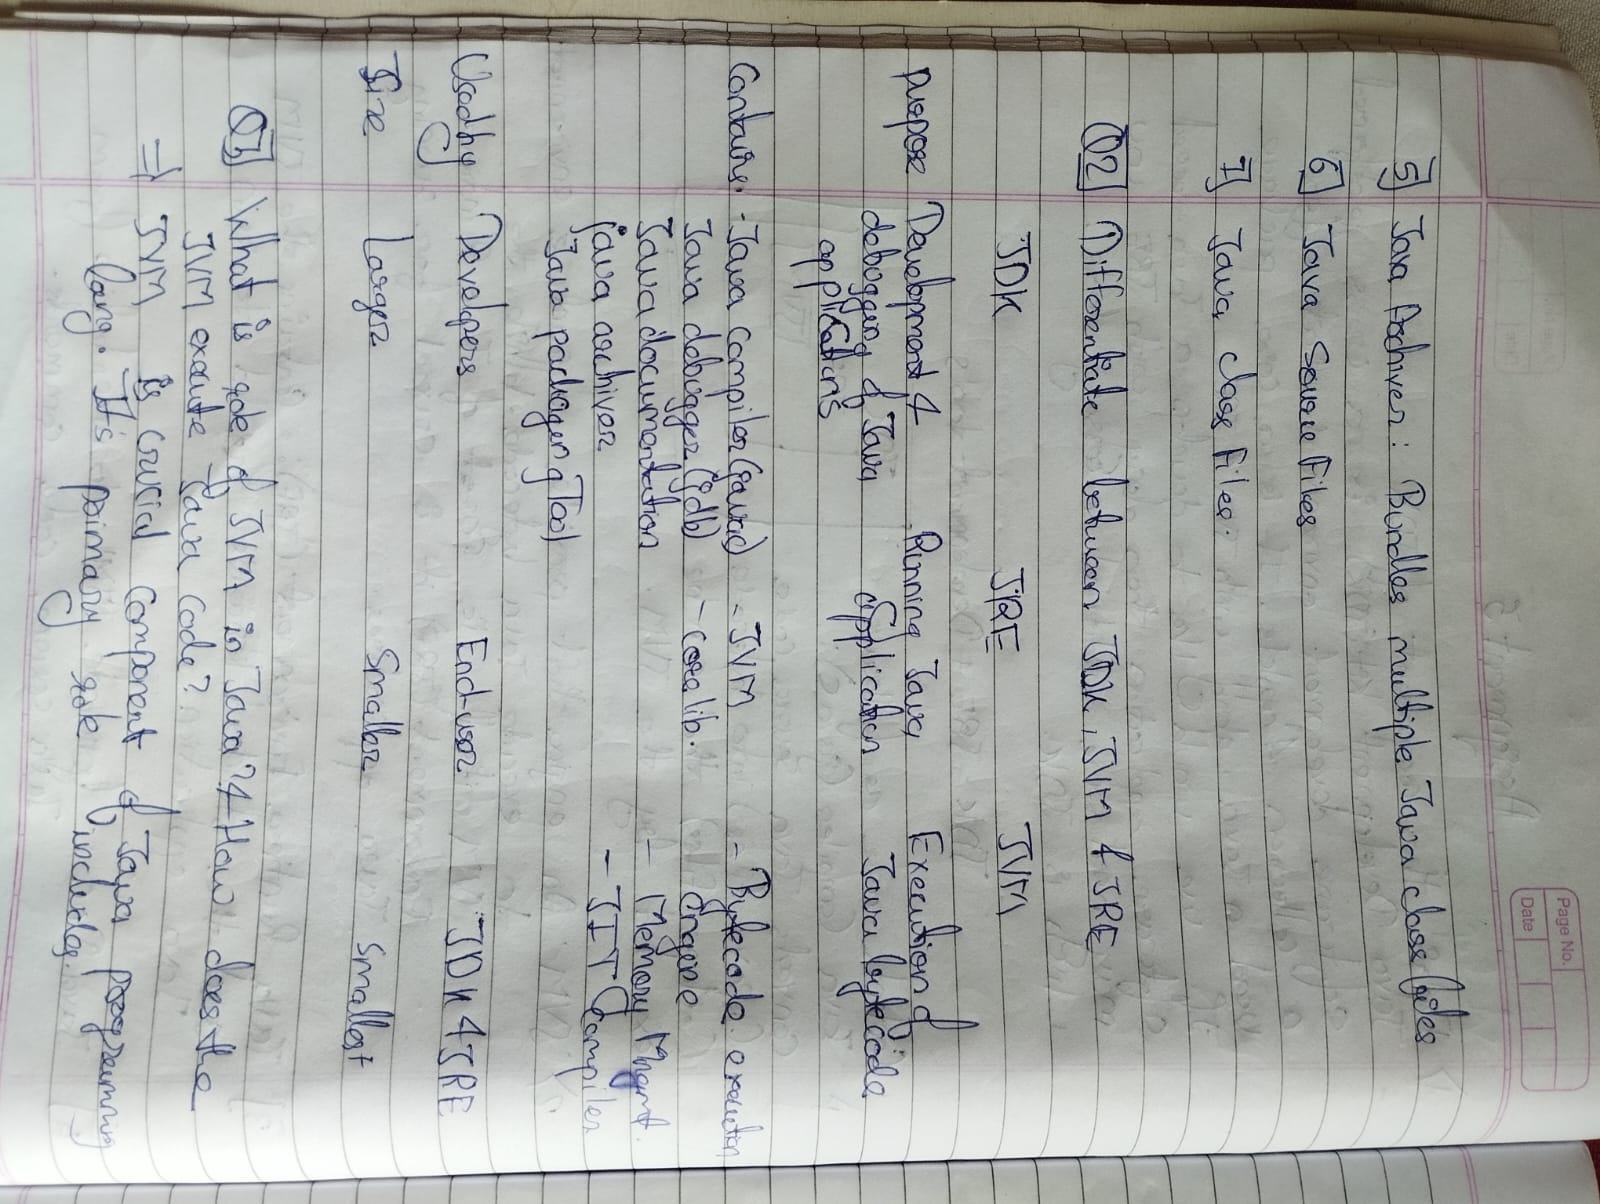 Page No.
Date
5] Java Archiver: Bundles multiple Java class files
6] Java Source Files
7] Java class Files.
Q2] Differentiate between JDK, JVM & JRE
JDK JRE JVM
purpose Development & Running Java Execution of
debugging of Java application Java bytecode
applications
Contains. - Java compiler (javac) - JVM - Bytecode execution
Java debugger (jdb) - core lib. engine
Java documentation - Memory Mgmt.
java archiver - JIT Compiler
Java packaging Tool
Usedby Developers End-user JDK & JRE
Size Larger Smaller Smallest
Q3] What is role of JVM in Java? & How does the
JVM execute Java code?
=> JVM is crucial component of Java programming
lang. It's primary role includes.